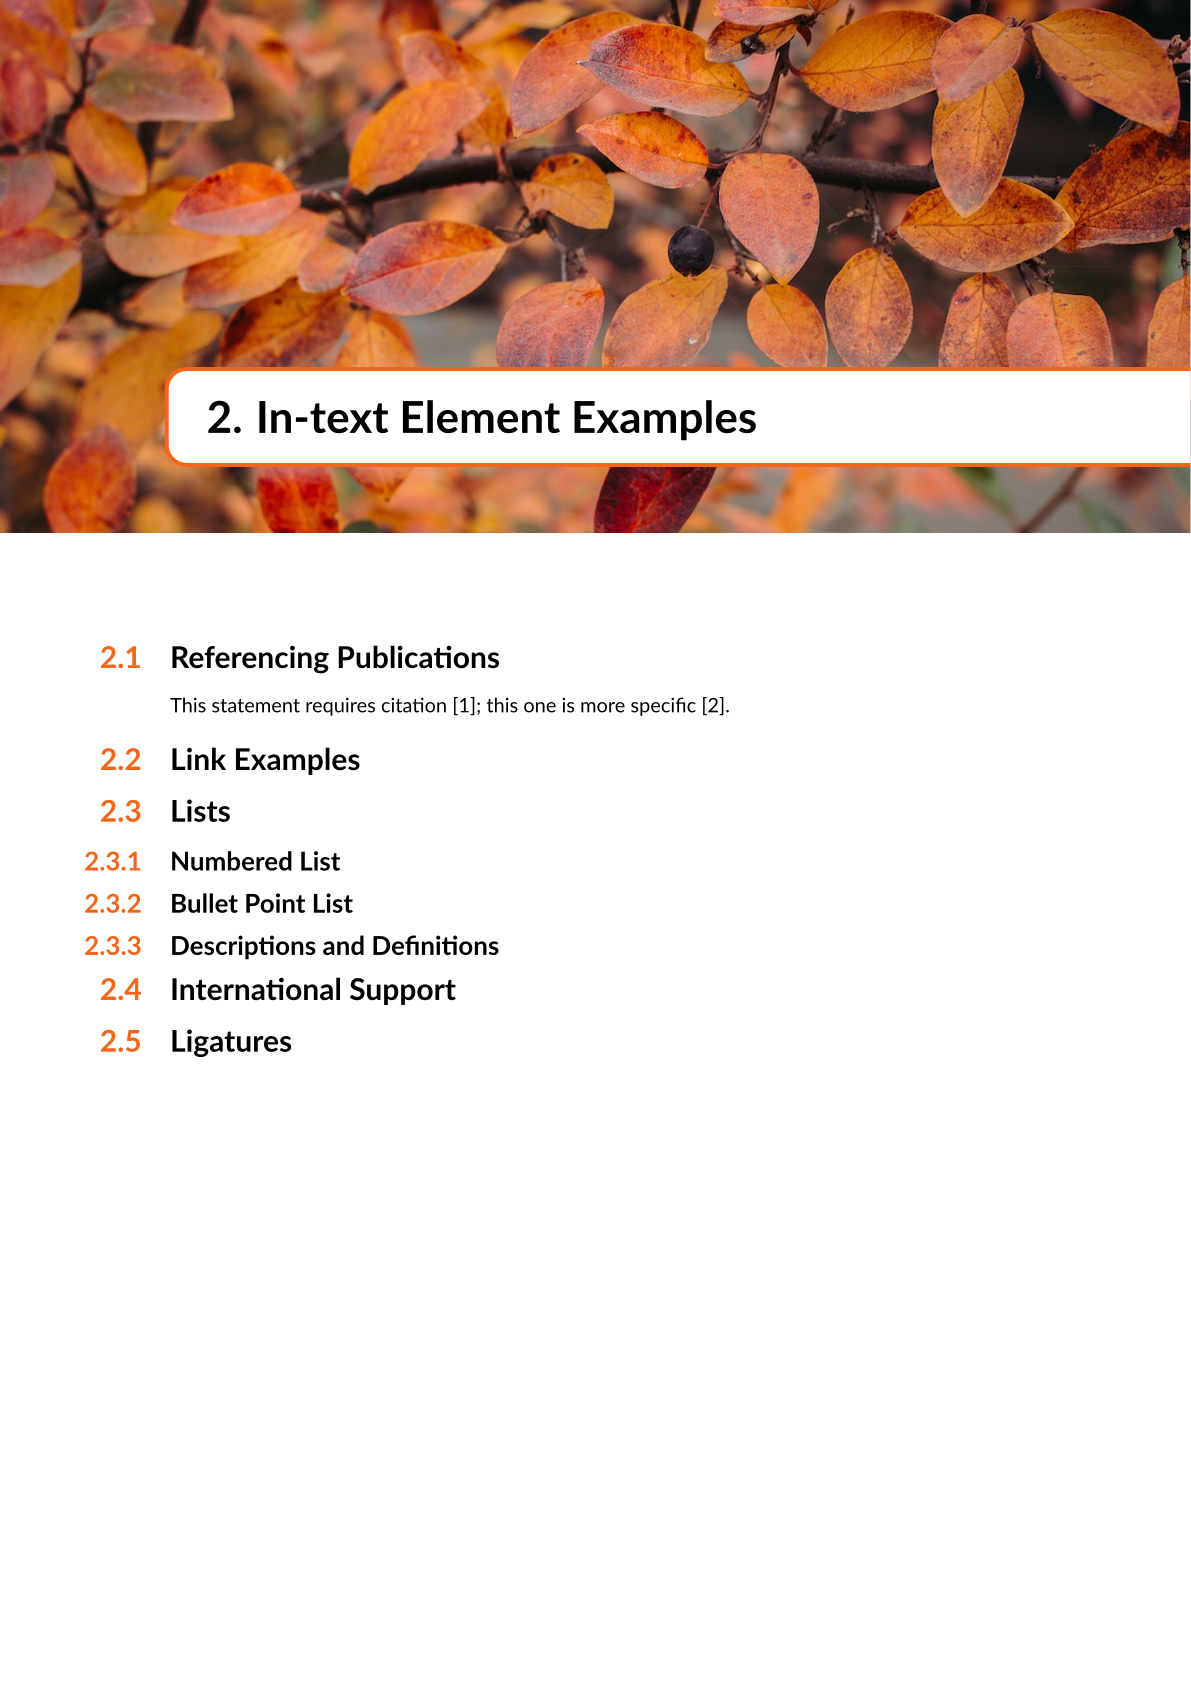 2. In-text Element Examples
2.1 Referencing Publications
This statement requires citation [1]; this one is more specific [2].
2.2 Link Examples
2.3 Lists
2.3.1 Numbered List
2.3.2 Bullet Point List
2.3.3 Descriptions and Definitions
2.4 International Support
2.5 Ligatures